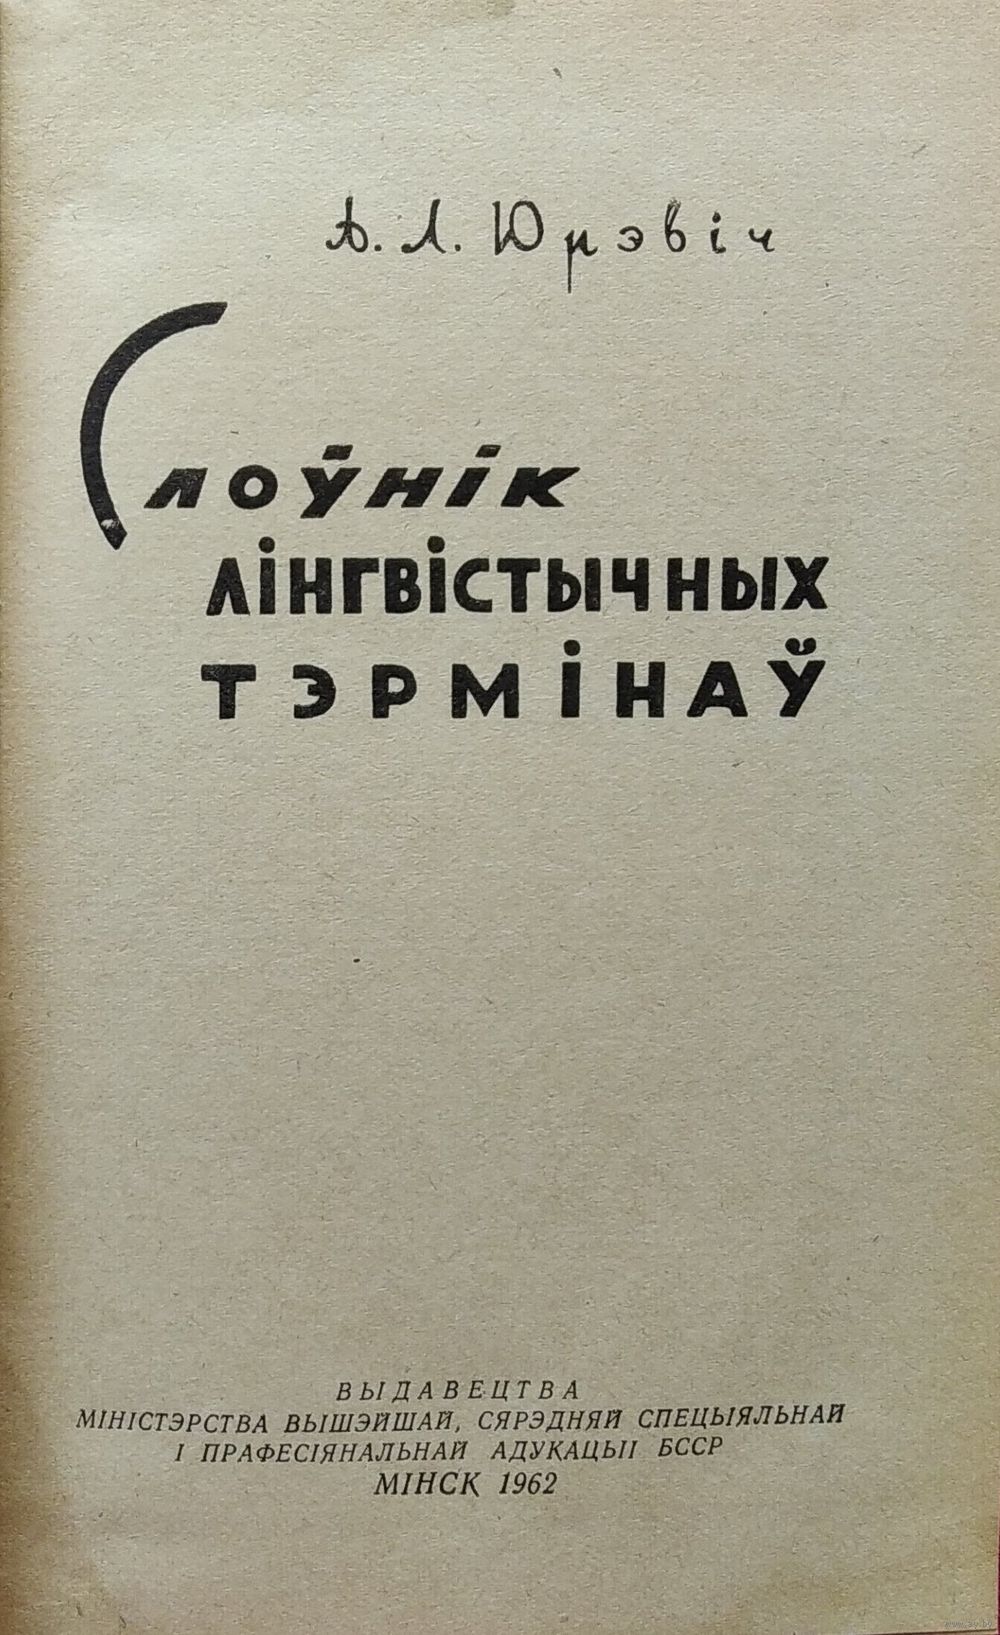 А. Л. Юрэвіч
Слоўнік
ЛІНГВІСТЫЧНЫХ
ТЭРМІНАЎ
ВЫДАВЕЦТВА
МІНІСТЭРСТВА ВЫШЭЙШАЙ, СЯРЭДНЯЙ СПЕЦЫЯЛЬНАЙ
І ПРАФЕСІЯНАЛЬНАЙ АДУКАЦЫІ БССР
МІНСК 1962